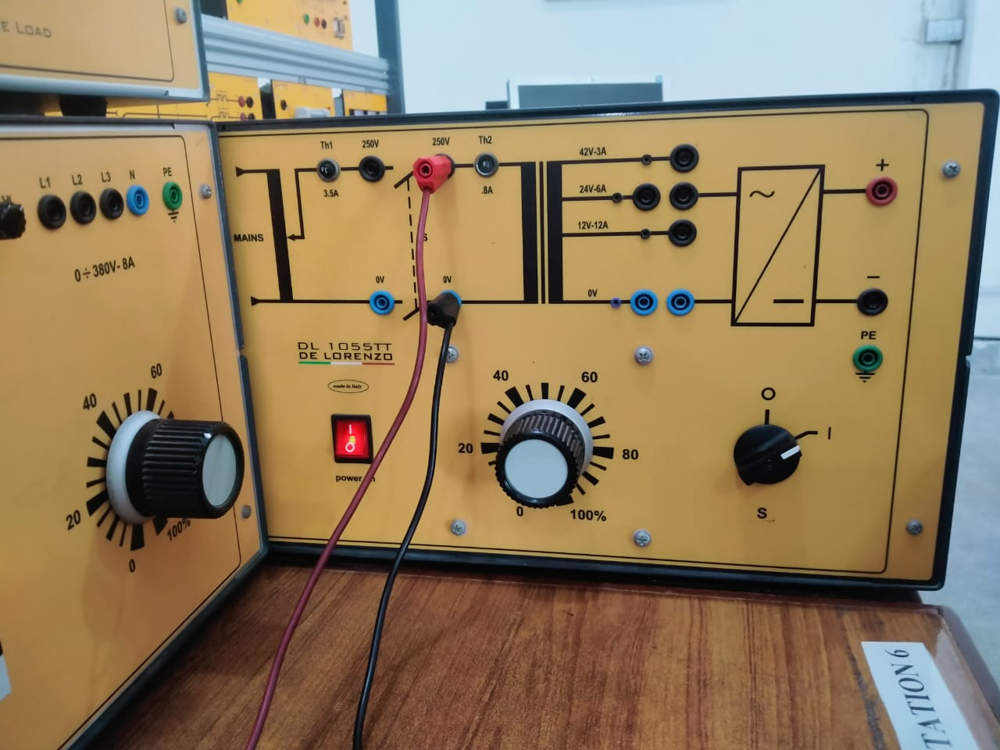 E LOAD
L1
L2
L3
N
PE
0÷380V-8A
20
40
60
100%
0
Th1
250V
250V
Th2
3.5A
.8A
MAINS
S
0V
0V
42V-3A
24V-6A
12V-12A
0V
+
~
−
PE
DL 1055TT
DE LORENZO
made in Italy
I
O
power
0
20
40
60
80
100%
O
I
S
TATION 6